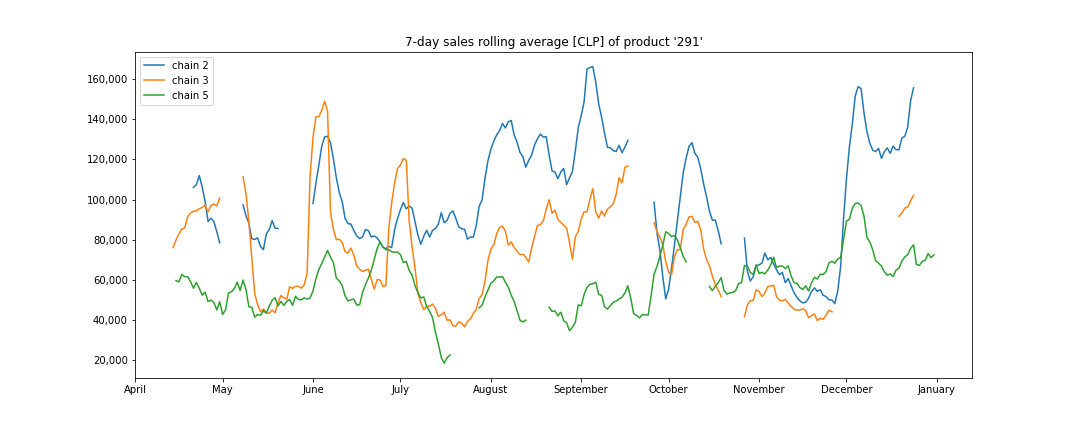 7-day sales rolling average [CLP] of product '291'
chain 2
chain 3
chain 5
160,000
140,000
120,000
100,000
80,000
60,000
40,000
20,000
April May June July August September October November December January